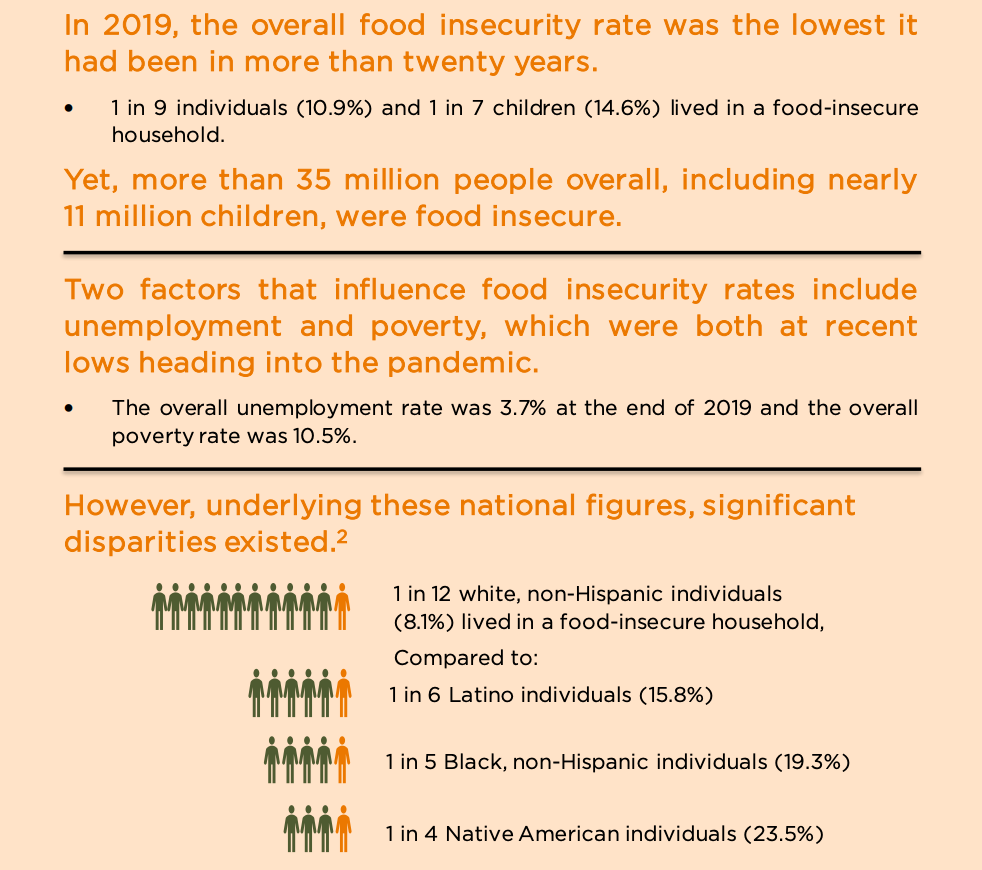 In 2019, the overall food insecurity rate was the lowest it
had been in more than twenty years.
• 1 in 9 individuals (10.9%) and 1 in 7 children (14.6%) lived in a food-insecure
household.
Yet, more than 35 million people overall, including nearly
11 million children, were food insecure.
Two factors that influence food insecurity rates include
unemployment and poverty, which were both at recent
lows heading into the pandemic.
• The overall unemployment rate was 3.7% at the end of 2019 and the overall
poverty rate was 10.5%.
However, underlying these national figures, significant
disparities existed.²
1 in 12 white, non-Hispanic individuals
(8.1%) lived in a food-insecure household,
Compared to:
1 in 6 Latino individuals (15.8%)
1 in 5 Black, non-Hispanic individuals (19.3%)
1 in 4 Native American individuals (23.5%)